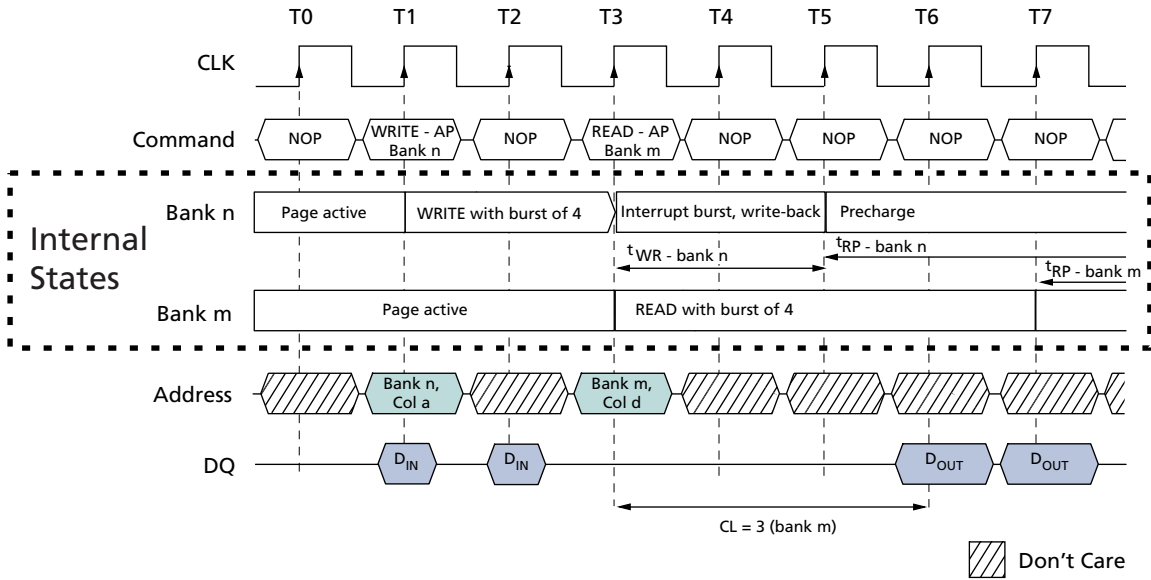 T0 T1 T2 T3 T4 T5 T6 T7
CLK
Command NOP WRITE - AP Bank n NOP READ - AP Bank m NOP NOP NOP NOP
Internal States
Bank n Page active WRITE with burst of 4 Interrupt burst, write-back Precharge
tWR - bank n tRP - bank n
tRP - bank m
Bank m Page active READ with burst of 4
Address Bank n, Col a Bank m, Col d
DQ DIN DIN DOUT DOUT
CL = 3 (bank m)
Don't Care